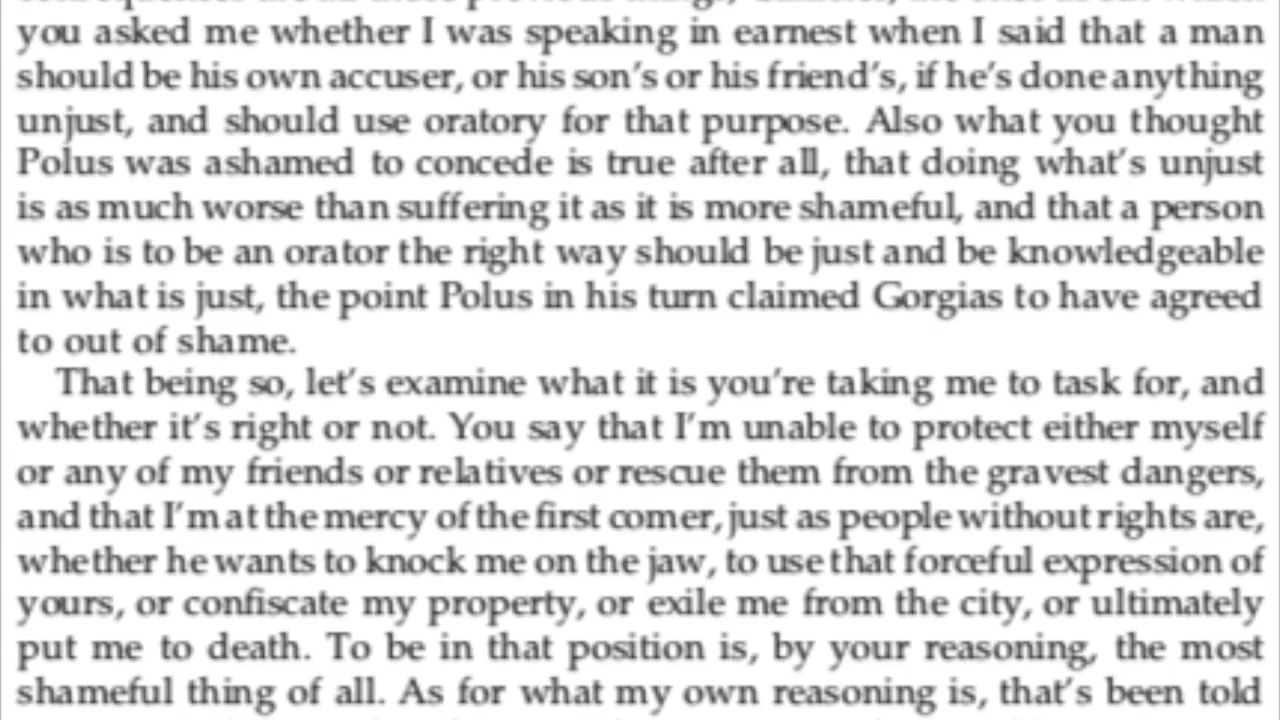 you asked me whether I was speaking in earnest when I said that a man
should be his own accuser, or his son's or his friend's, if he's done anything
unjust, and should use oratory for that purpose. Also what you thought
Polus was ashamed to concede is true after all, that doing what's unjust
is as much worse than suffering it as it is more shameful, and that a person
who is to be an orator the right way should be just and be knowledgeable
in what is just, the point Polus in his turn claimed Gorgias to have agreed
to out of shame.
That being so, let's examine what it is you're taking me to task for, and
whether it's right or not. You say that I'm unable to protect either myself
or any of my friends or relatives or rescue them from the gravest dangers,
and that I'm at the mercy of the first comer, just as people without rights are,
whether he wants to knock me on the jaw, to use that forceful expression of
yours, or confiscate my property, or exile me from the city, or ultimately
put me to death. To be in that position is, by your reasoning, the most
shameful thing of all. As for what my own reasoning is, that's been told